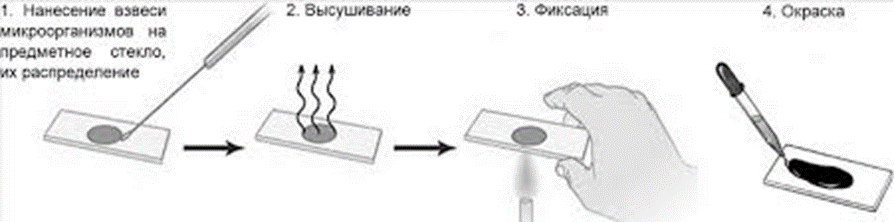 1. Нанесение взвеси
микроорганизмов на
предметное стекло,
их распределение
2. Высушивание
3. Фиксация
4. Окраска